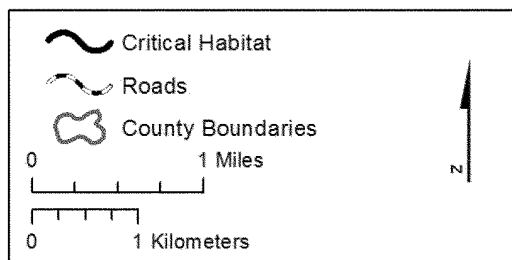 Critical Habitat
Roads
County Boundaries
0 1 Miles
0 1 Kilometers
N